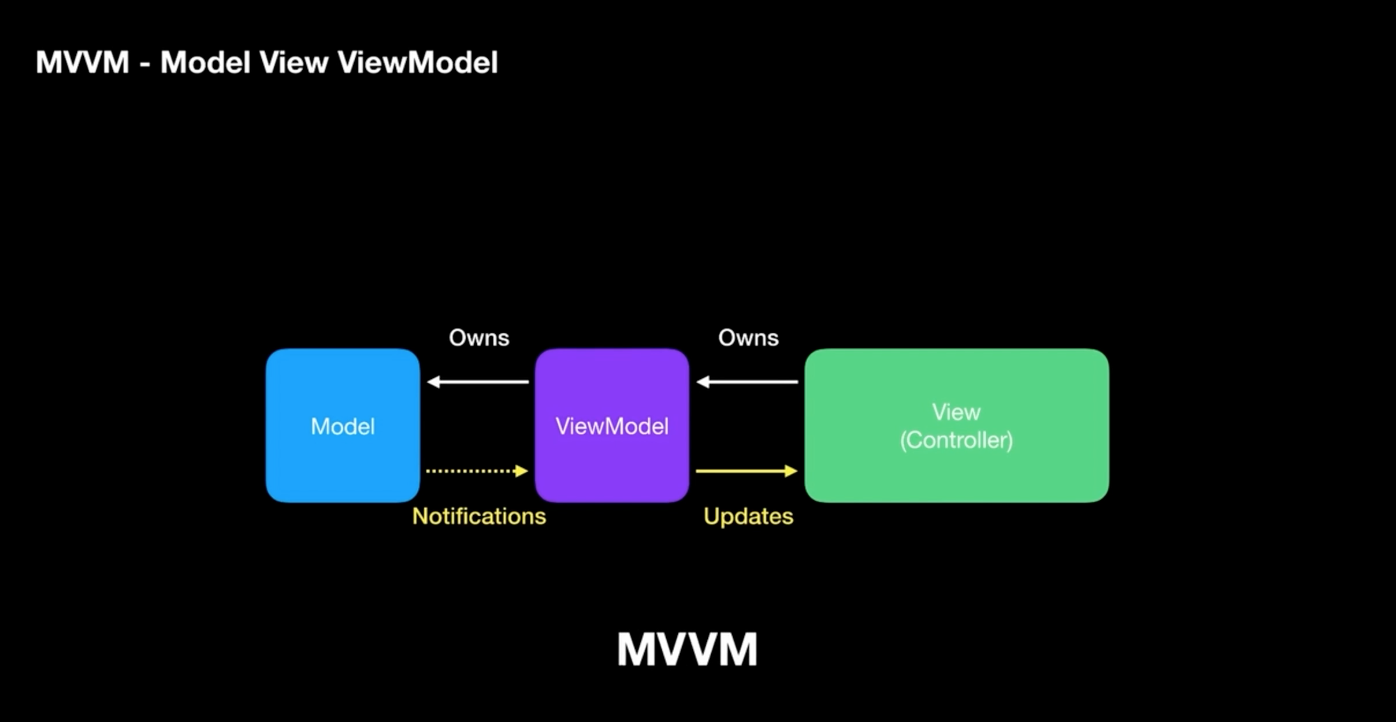 MVVM - Model View ViewModel
Owns
Owns
Model
ViewModel
View
(Controller)
Notifications
Updates
MVVM